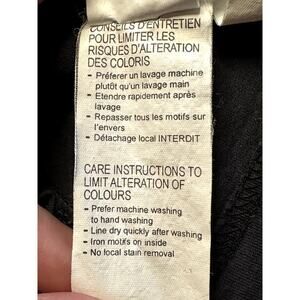 CONSEILS D'ENTRETIEN
POUR LIMITER LES
RISQUES D'ALTERATION
DES COLORIS
- Préferer un lavage machine
plutôt qu'un lavage main
- Etendre rapidement après
lavage
- Repasser tous les motifs sur
l'envers
- Détachage local INTERDIT
CARE INSTRUCTIONS TO
LIMIT ALTERATION OF
COLOURS
- Prefer machine washing
to hand washing
- Line dry quickly after washing
- Iron motifs on inside
- No local stain removal